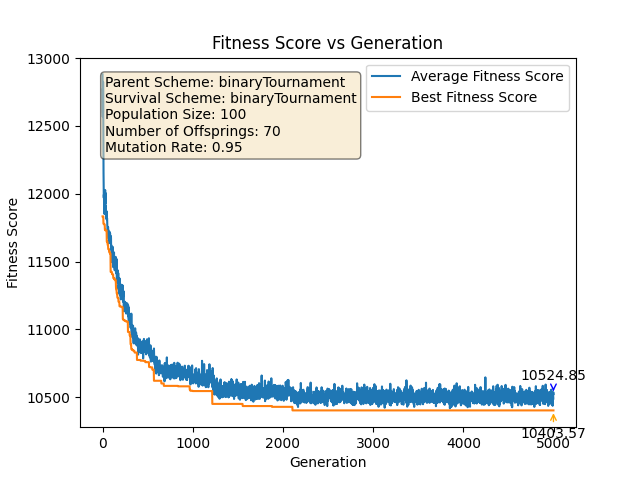 Fitness Score vs Generation
13000
12500
12000
11500
11000
10500
Fitness Score
Parent Scheme: binaryTournament
Survival Scheme: binaryTournament
Population Size: 100
Number of Offsprings: 70
Mutation Rate: 0.95
Average Fitness Score
Best Fitness Score
10524.85
10403.57
0 1000 2000 3000 4000 5000
Generation